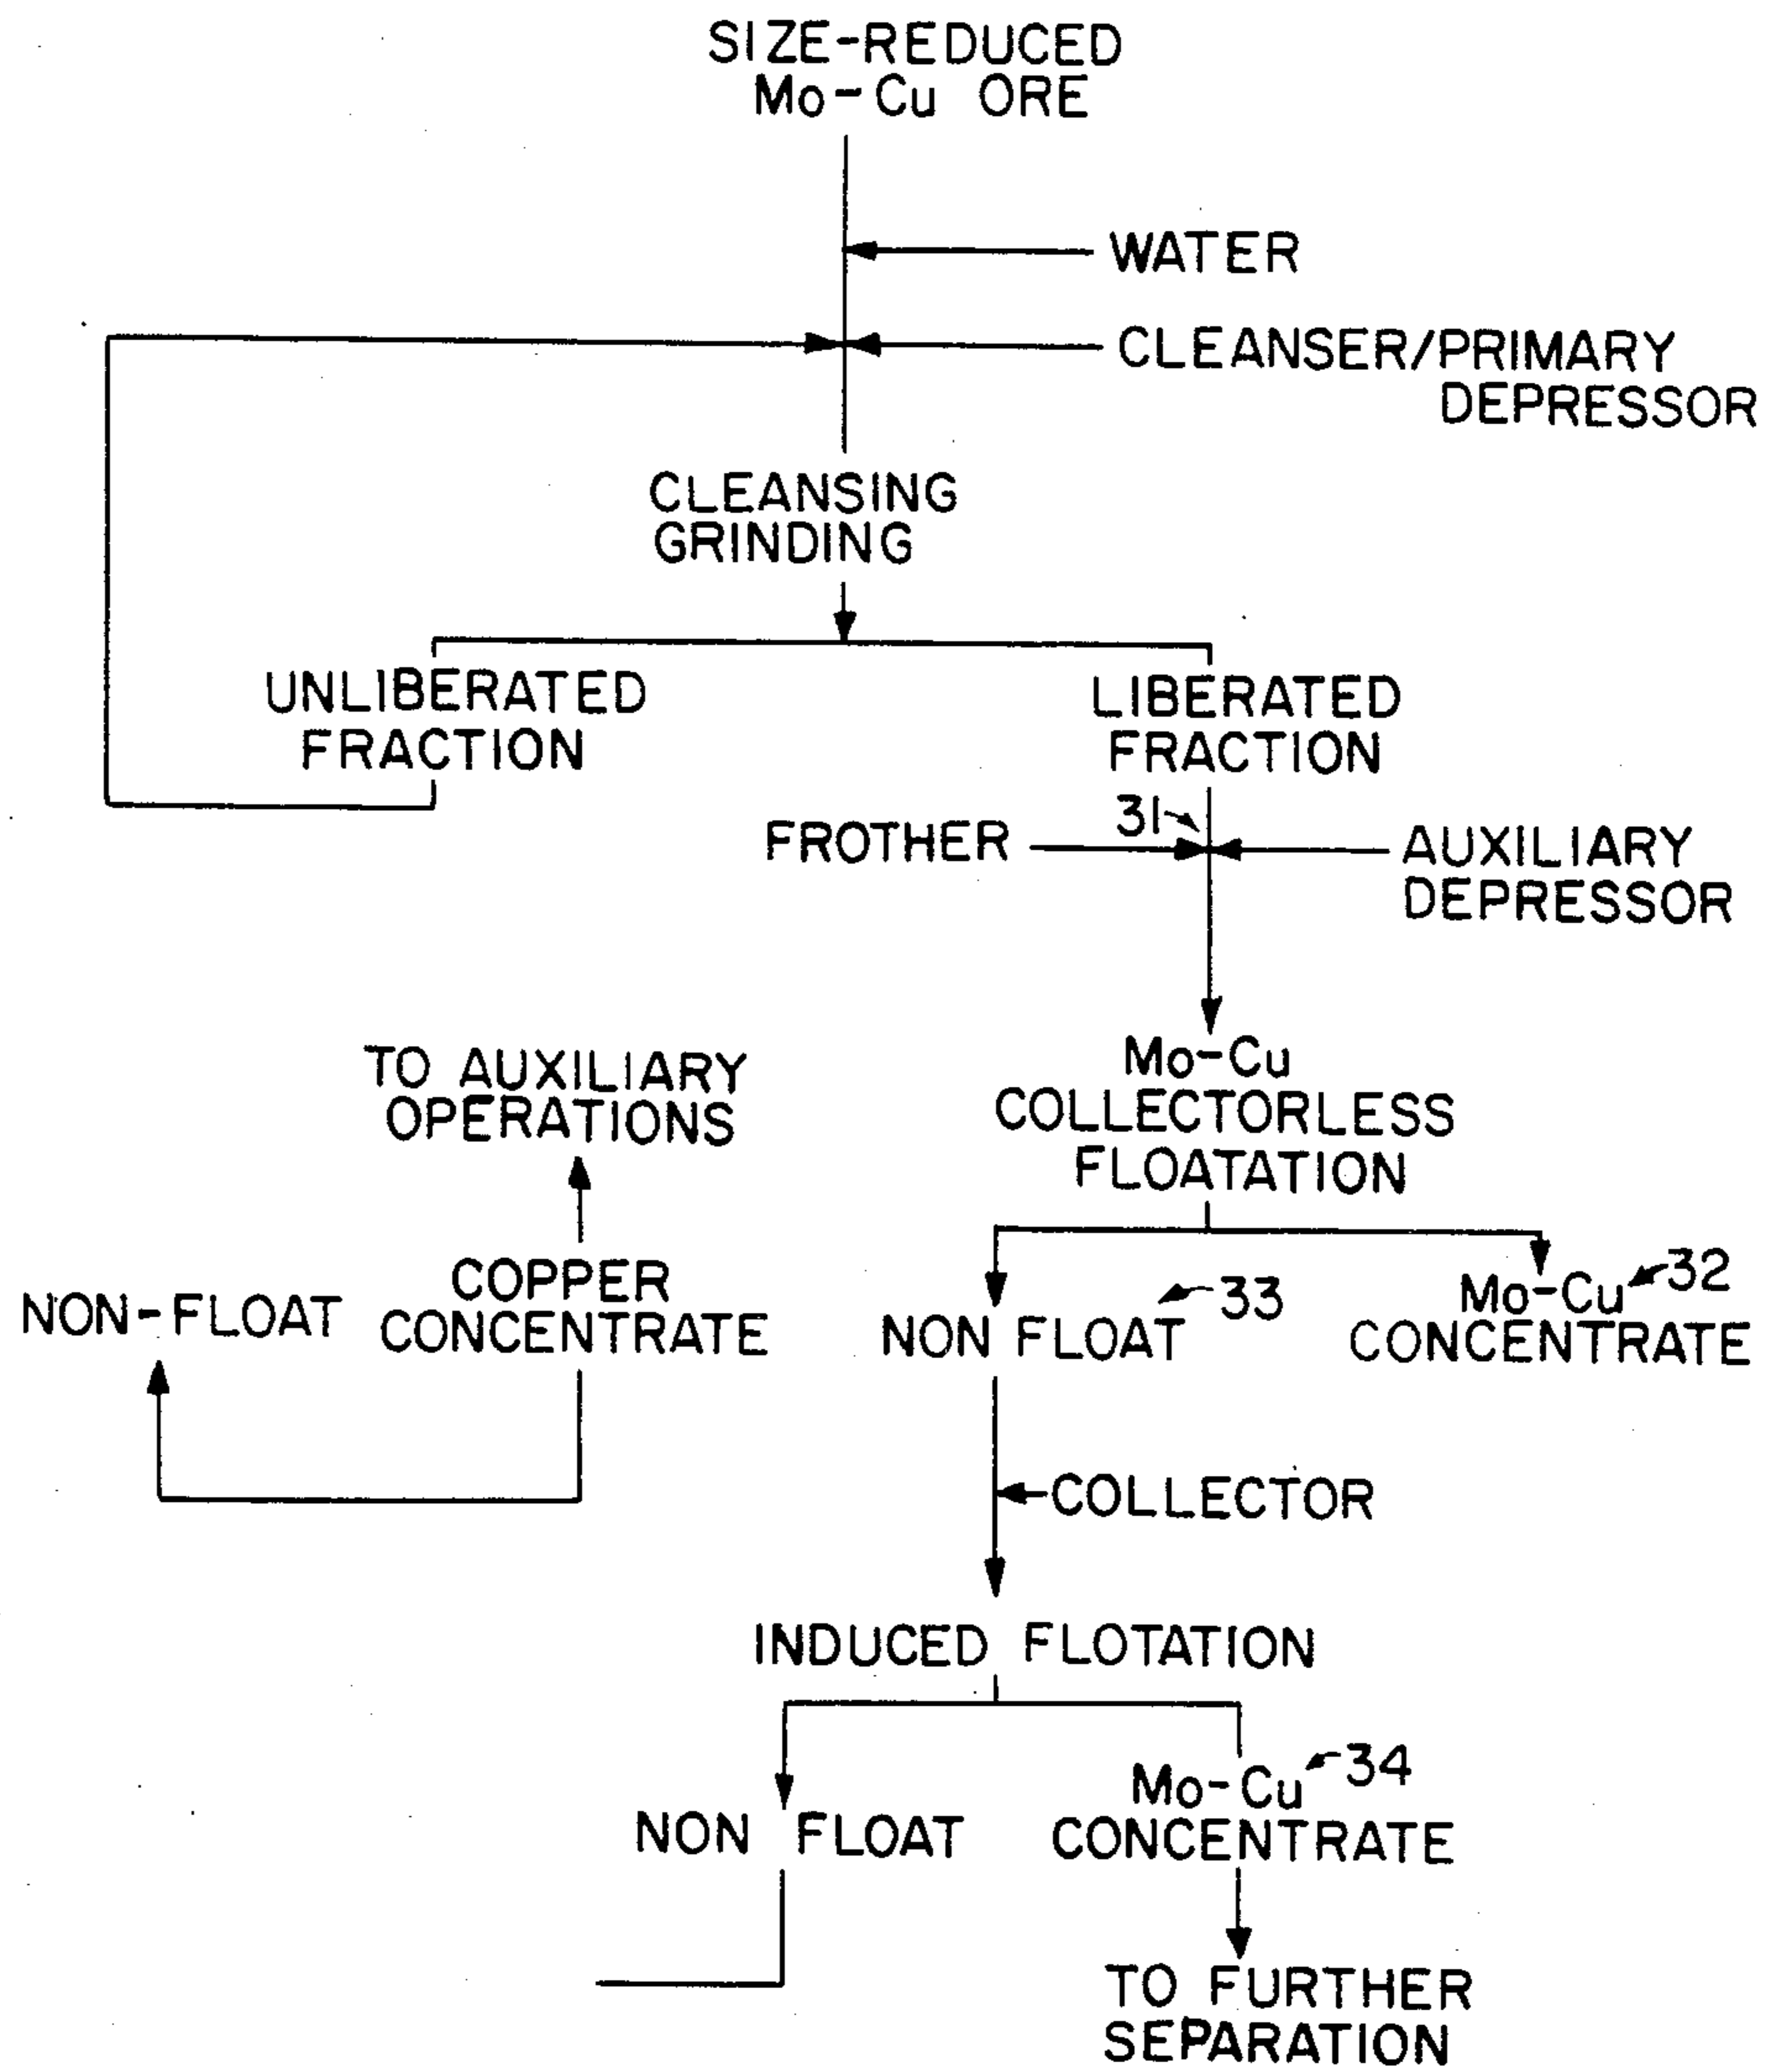 SIZE-REDUCED
Mo-Cu ORE
WATER
CLEANSER/PRIMARY
DEPRESSOR
CLEANSING
GRINDING
UNLIBERATED
FRACTION
LIBERATED
FRACTION
31
FROTHER
AUXILIARY
DEPRESSOR
Mo-Cu
COLLECTORLESS
FLOATATION
TO AUXILIARY
OPERATIONS
NON-FLOAT
COPPER
CONCENTRATE
33
NON FLOAT
Mo-Cu 32
CONCENTRATE
COLLECTOR
INDUCED FLOTATION
NON FLOAT
Mo-Cu 34
CONCENTRATE
TO FURTHER
SEPARATION